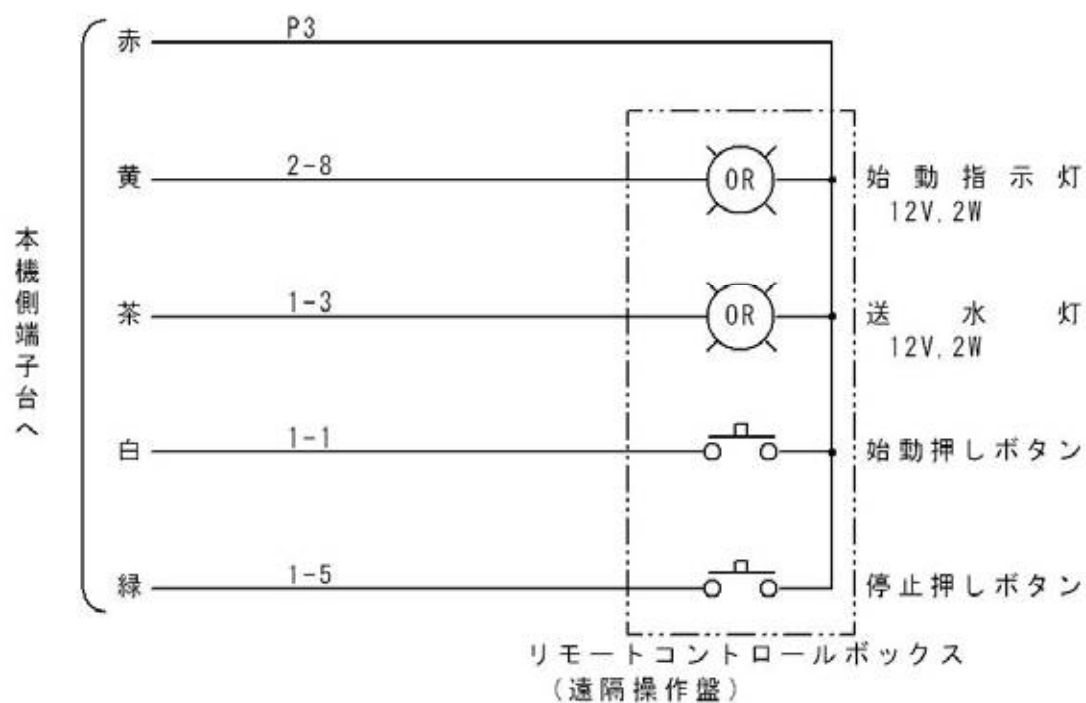 赤 P3
黄 2-8 OR 始動指示灯
12V, 2W
茶 1-3 OR 送水灯
12V, 2W
白 1-1 始動押しボタン
緑 1-5 停止押しボタン
本機側端子台へ
リモートコントロールボックス
(遠隔操作盤)